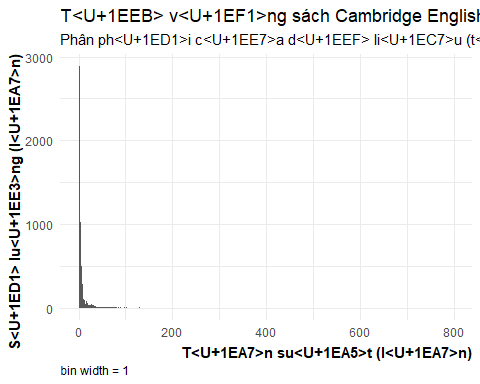 T<U+1EEB> v<U+1EF1>ng sách Cambridge English
Phân ph<U+1ED1>i c<U+1EE7>a d<U+1EEF> li<U+1EC7>u (t<
S<U+1ED1> lu<U+1EE3>ng (l<U+1EA7>n)
3000
2000
1000
0
0 200 400 600 800
T<U+1EA7>n su<U+1EA5>t (l<U+1EA7>n)
bin width = 1